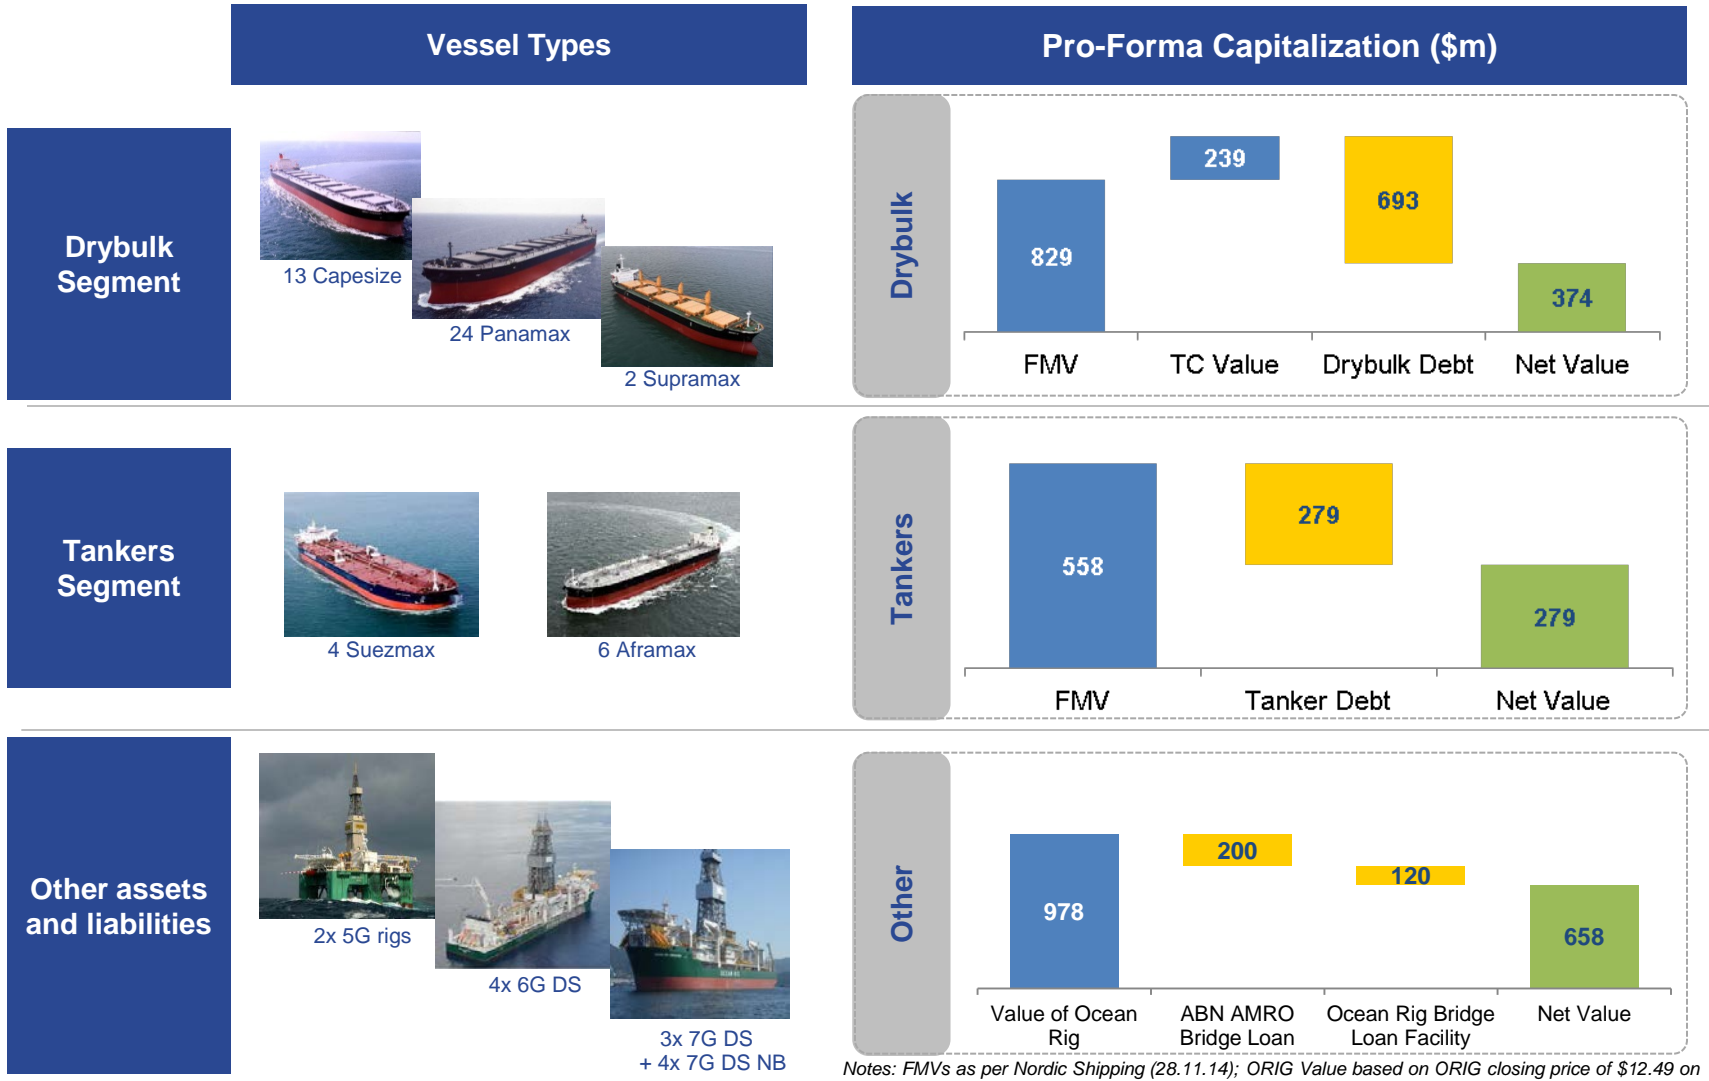 Vessel Types
Pro-Forma Capitalization ($m)
Drybulk
Segment
13 Capesize
24 Panamax
2 Supramax
Drybulk
829
239
693
374
FMV
TC Value
Drybulk Debt
Net Value
Tankers
Segment
4 Suezmax
6 Aframax
Tankers
558
279
279
FMV
Tanker Debt
Net Value
Other assets
and liabilities
2x 5G rigs
4x 6G DS
3x 7G DS
+ 4x 7G DS NB
Other
978
200
120
658
Value of Ocean
Rig
ABN AMRO
Bridge Loan
Ocean Rig Bridge
Loan Facility
Net Value
Notes: FMVs as per Nordic Shipping (28.11.14); ORIG Value based on ORIG closing price of $12.49 on